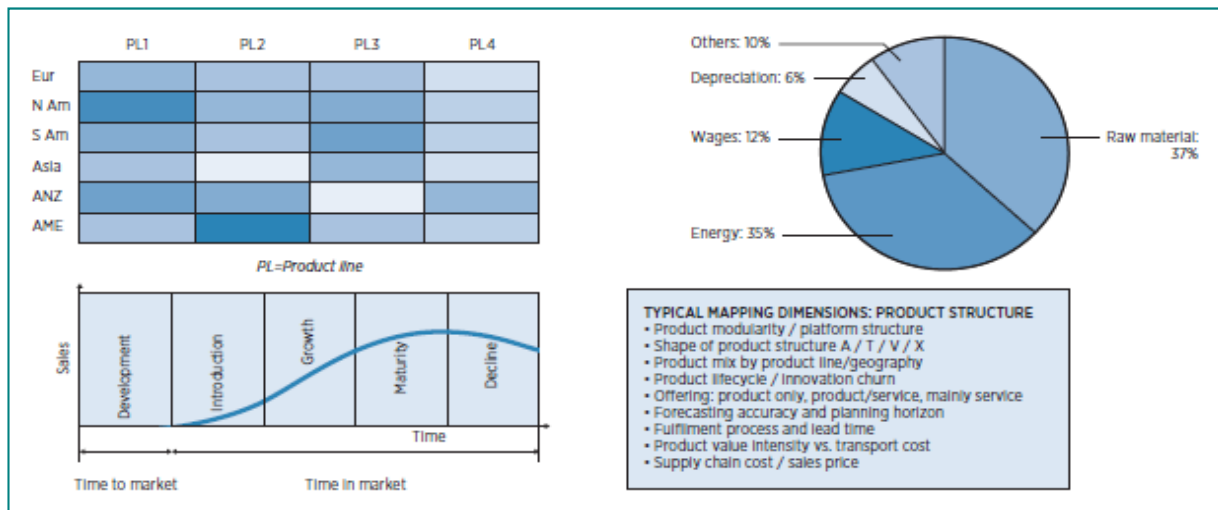 PL1 PL2 PL3 PL4
Eur
N Am
S Am
Asia
ANZ
AME
PL=Product line
Others: 10%
Depreciation: 6%
Wages: 12%
Energy: 35%
Raw material:
37%
Sales
Development
Introduction
Growth
Maturity
Decline
Time
Time to market
Time in market
TYPICAL MAPPING DIMENSIONS: PRODUCT STRUCTURE
• Product modularity / platform structure
• Shape of product structure A / T / V / X
• Product mix by product line/geography
• Product lifecycle / innovation churn
• Offering: product only, product/service, mainly service
• Forecasting accuracy and planning horizon
• Fulfilment process and lead time
• Product value intensity vs. transport cost
• Supply chain cost / sales price